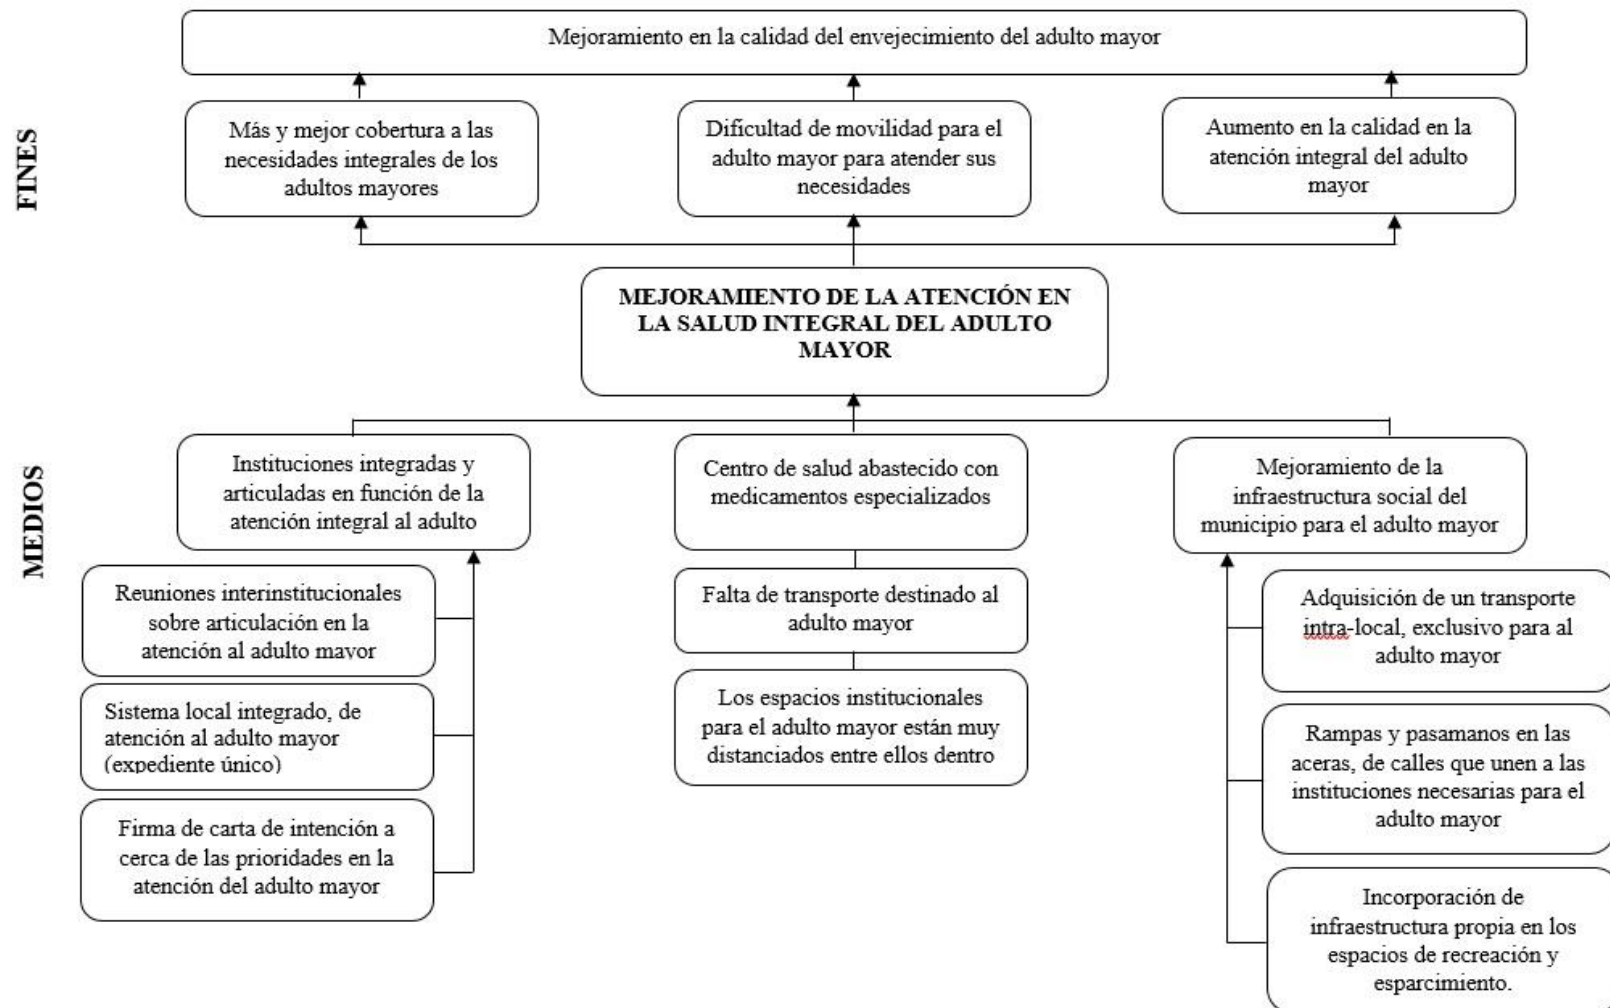 Mejoramiento en la calidad del envejecimiento del adulto mayor
FINES
Más y mejor cobertura a las
necesidades integrales de los
adultos mayores
Dificultad de movilidad para el
adulto mayor para atender sus
necesidades
Aumento en la calidad en la
atención integral del adulto
mayor
MEJORAMIENTO DE LA ATENCIÓN EN
LA SALUD INTEGRAL DEL ADULTO
MAYOR
MEDIOS
Instituciones integradas y
articuladas en función de la
atención integral al adulto
Reuniones interinstitucionales
sobre articulación en la
atención al adulto mayor
Sistema local integrado, de
atención al adulto mayor
(expediente único)
Firma de carta de intención a
cerca de las prioridades en la
atención del adulto mayor
Centro de salud abastecido con
medicamentos especializados
Falta de transporte destinado al
adulto mayor
Los espacios institucionales
para el adulto mayor están muy
distanciados entre ellos dentro
Mejoramiento de la
infraestructura social del
municipio para el adulto mayor
Adquisición de un transporte
intra-local, exclusivo para al
adulto mayor
Rampas y pasamanos en las
aceras, de calles que unen a las
instituciones necesarias para el
adulto mayor
Incorporación de
infraestructura propia en los
espacios de recreación y
esparcimiento.